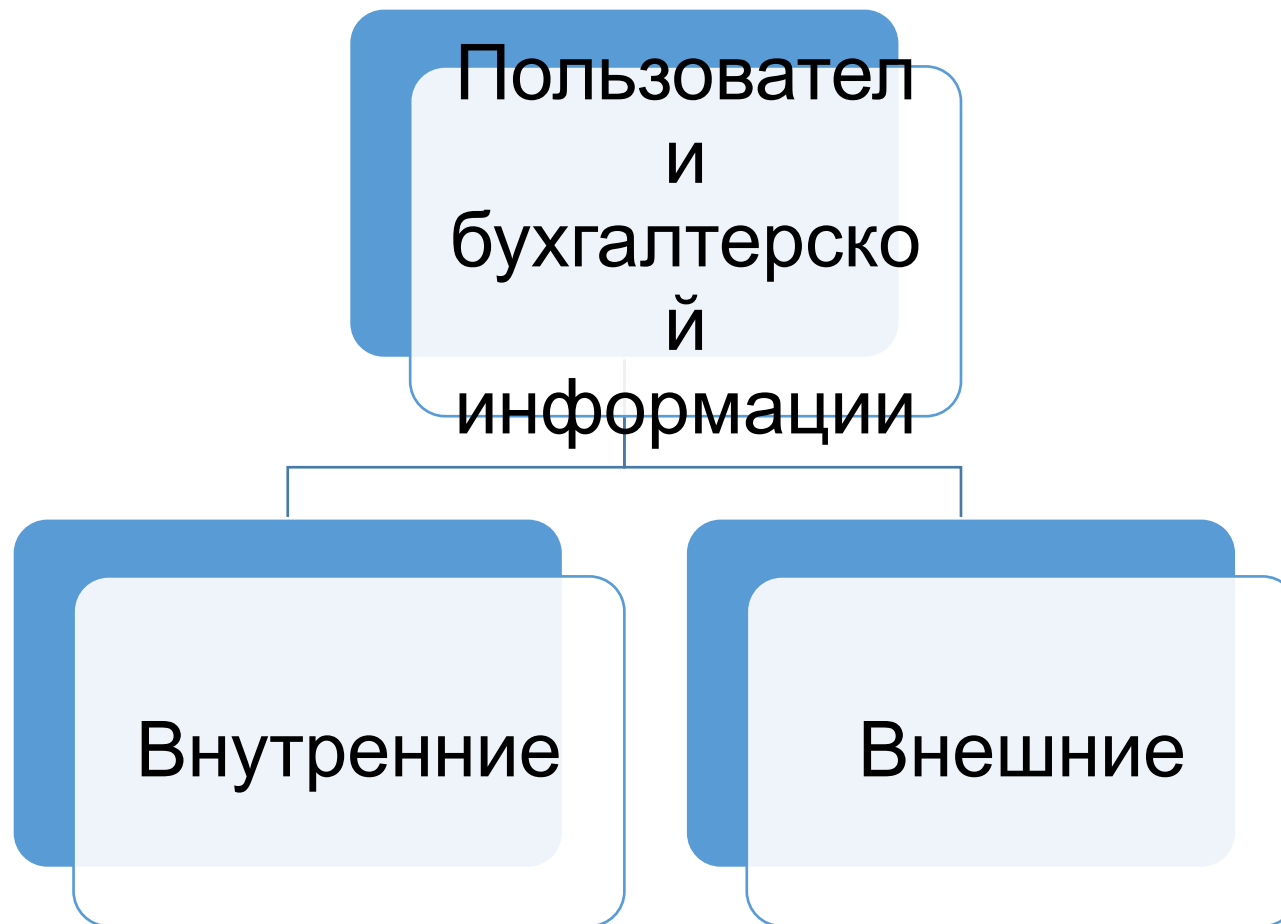 Пользовател
и
бухгалтерско
й
информации
Внутренние
Внешние